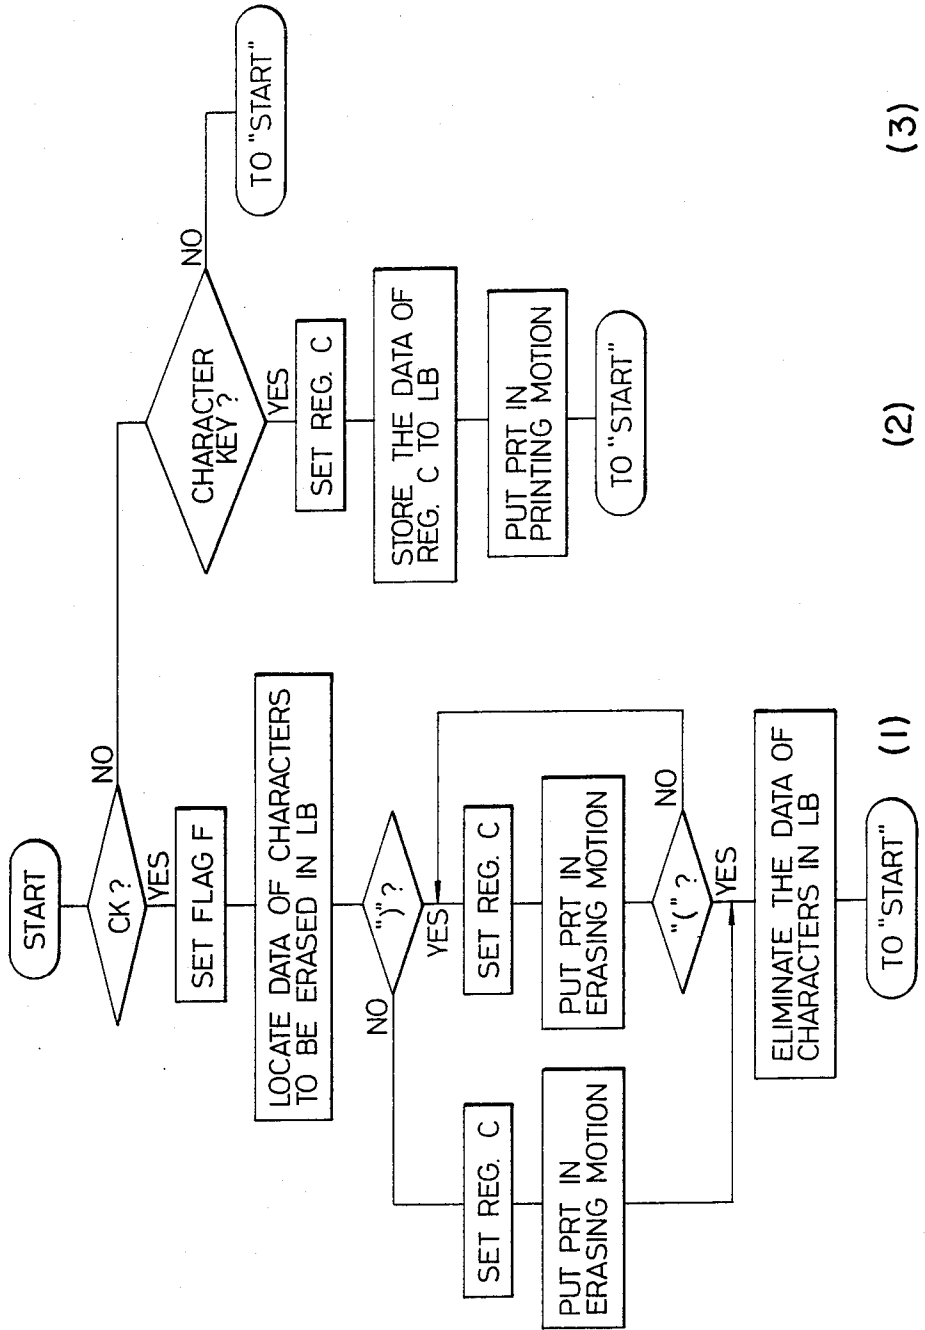 START
CK?
NO
YES
SET FLAG F
LOCATE DATA OF CHARACTERS
TO BE ERASED IN LB
")"?
NO
YES
SET REG. C
PUT PRT IN
ERASING MOTION
SET REG. C
PUT PRT IN
ERASING MOTION
"("?
NO
YES
ELIMINATE THE DATA OF
CHARACTERS IN LB
TO "START"
(1)
CHARACTER
KEY?
NO
YES
SET REG. C
STORE THE DATA OF
REG. C TO LB
PUT PRT IN
PRINTING MOTION
TO "START"
(2)
TO "START"
(3)